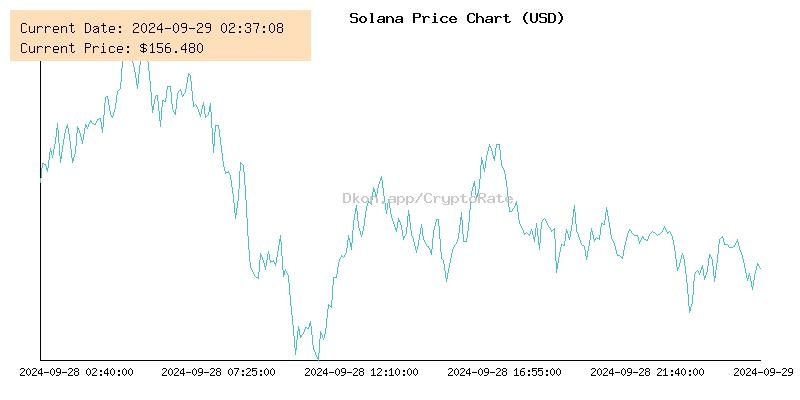 Solana Price Chart (USD)
Current Date: 2024-09-29 02:37:08
Current Price: $156.480
Dkon.app/CryptoRate
2024-09-28 02:40:00 2024-09-28 07:25:00 2024-09-28 12:10:00 2024-09-28 16:55:00 2024-09-28 21:40:00 2024-09-29